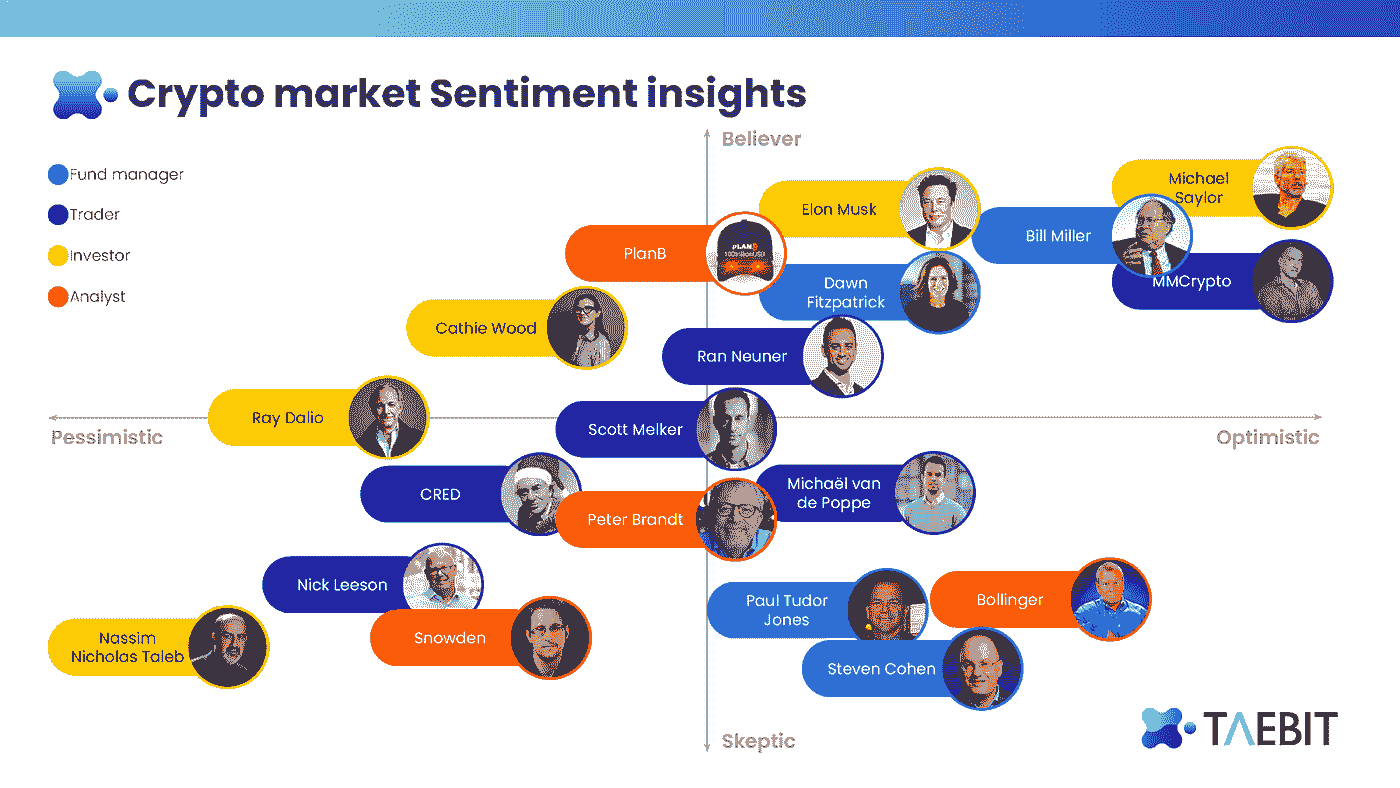 Crypto market Sentiment insights
Believer
Fund manager
Trader
Investor
Analyst
Michael
Saylor
Elon Musk
Bill Miller
PlanB
PLANB
100trillionUSD
Dawn
Fitzpatrick
MMCrypto
Cathie Wood
Ran Neuner
Ray Dalio
Scott Melker
Pessimistic
Optimistic
CRED
Michaël van
de Poppe
Peter Brandt
Nick Leeson
Paul Tudor
Jones
Bollinger
Nassim
Nicholas Taleb
Snowden
Steven Cohen
TAEBIT
Skeptic